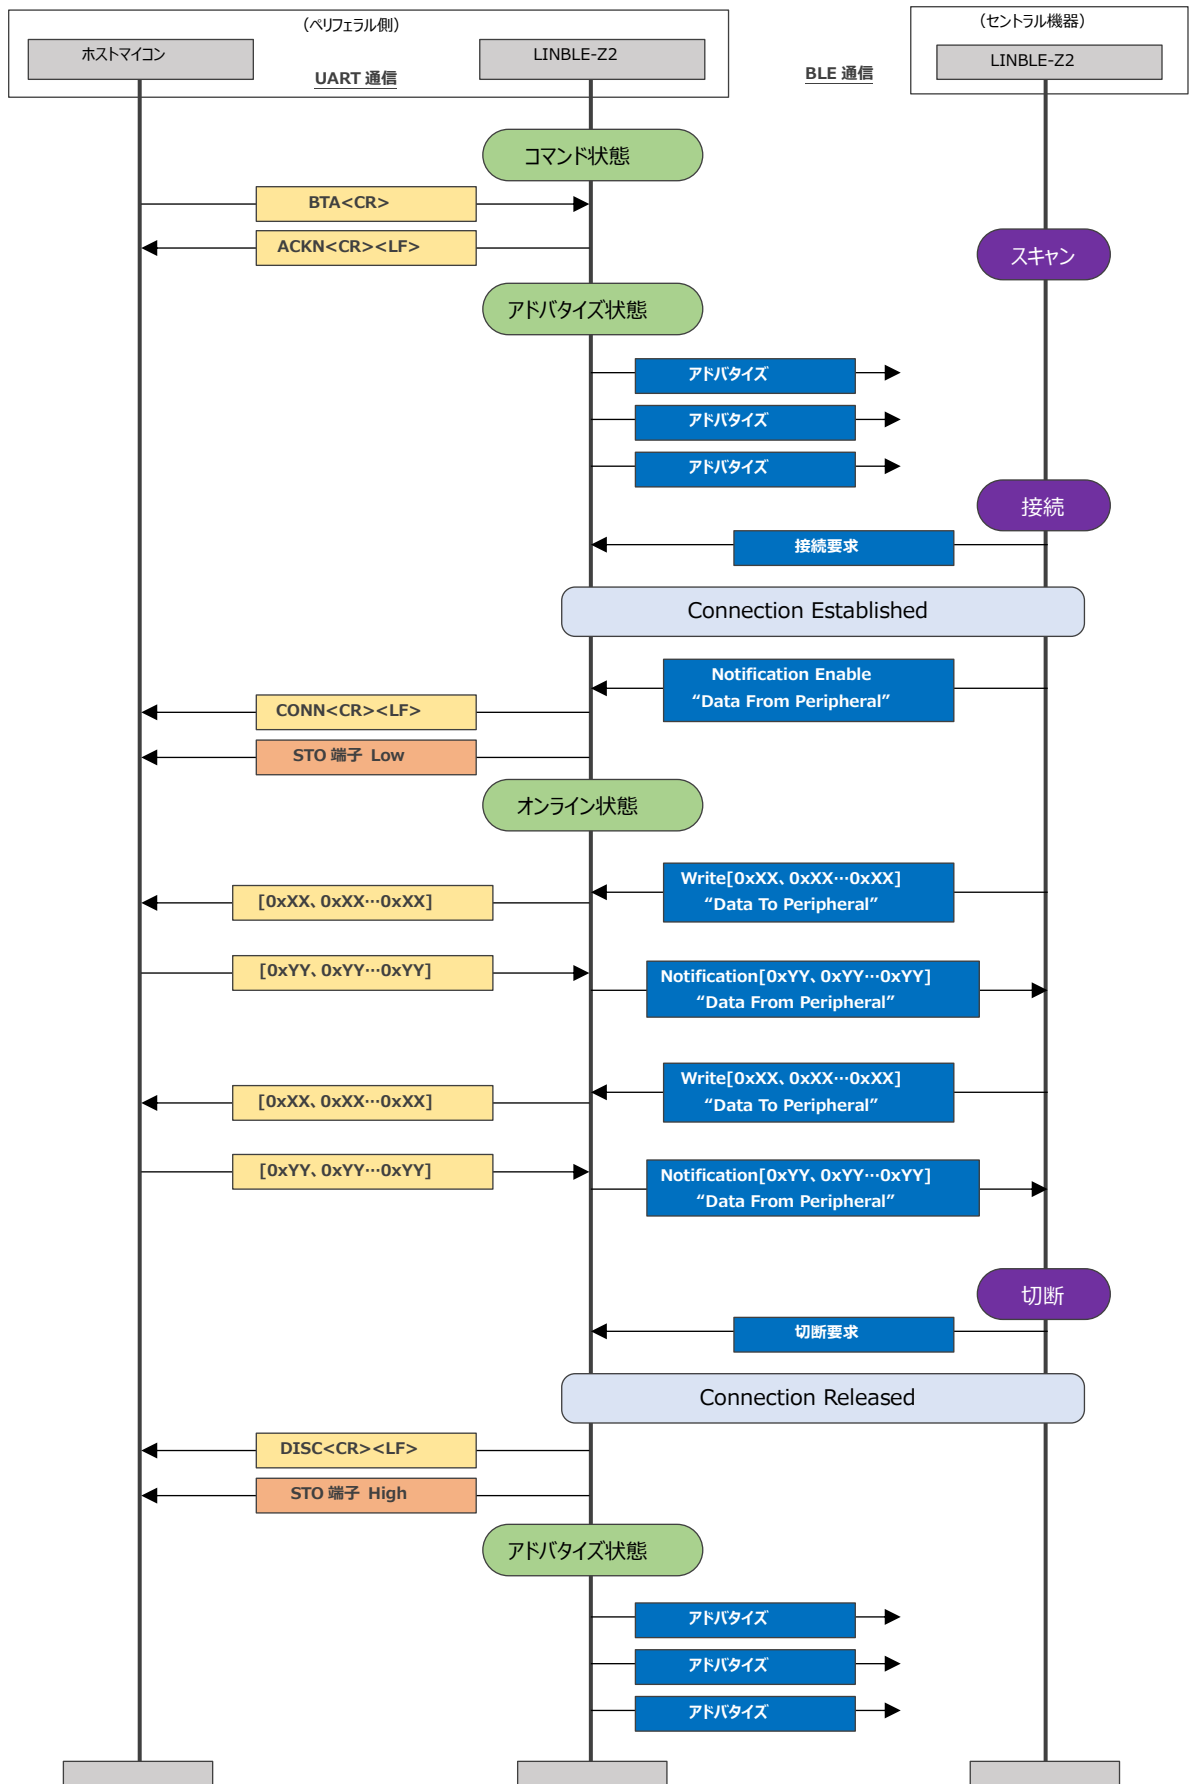 （ペリフェラル側）
（セントラル機器）
ホストマイコン
LINBLE-Z2
LINBLE-Z2
UART 通信
BLE 通信
コマンド状態
BTA<CR>
ACKN<CR><LF>
スキャン
アドバタイズ状態
アドバタイズ
アドバタイズ
アドバタイズ
接続
接続要求
Connection Established
Notification Enable
“Data From Peripheral”
CONN<CR><LF>
STO 端子 Low
オンライン状態
Write[0xXX、0xXX…0xXX]
“Data To Peripheral”
[0xXX、0xXX…0xXX]
[0xYY、0xYY…0xYY]
Notification[0xYY、0xYY…0xYY]
“Data From Peripheral”
Write[0xXX、0xXX…0xXX]
“Data To Peripheral”
[0xXX、0xXX…0xXX]
[0xYY、0xYY…0xYY]
Notification[0xYY、0xYY…0xYY]
“Data From Peripheral”
切断
切断要求
Connection Released
DISC<CR><LF>
STO 端子 High
アドバタイズ状態
アドバタイズ
アドバタイズ
アドバタイズ